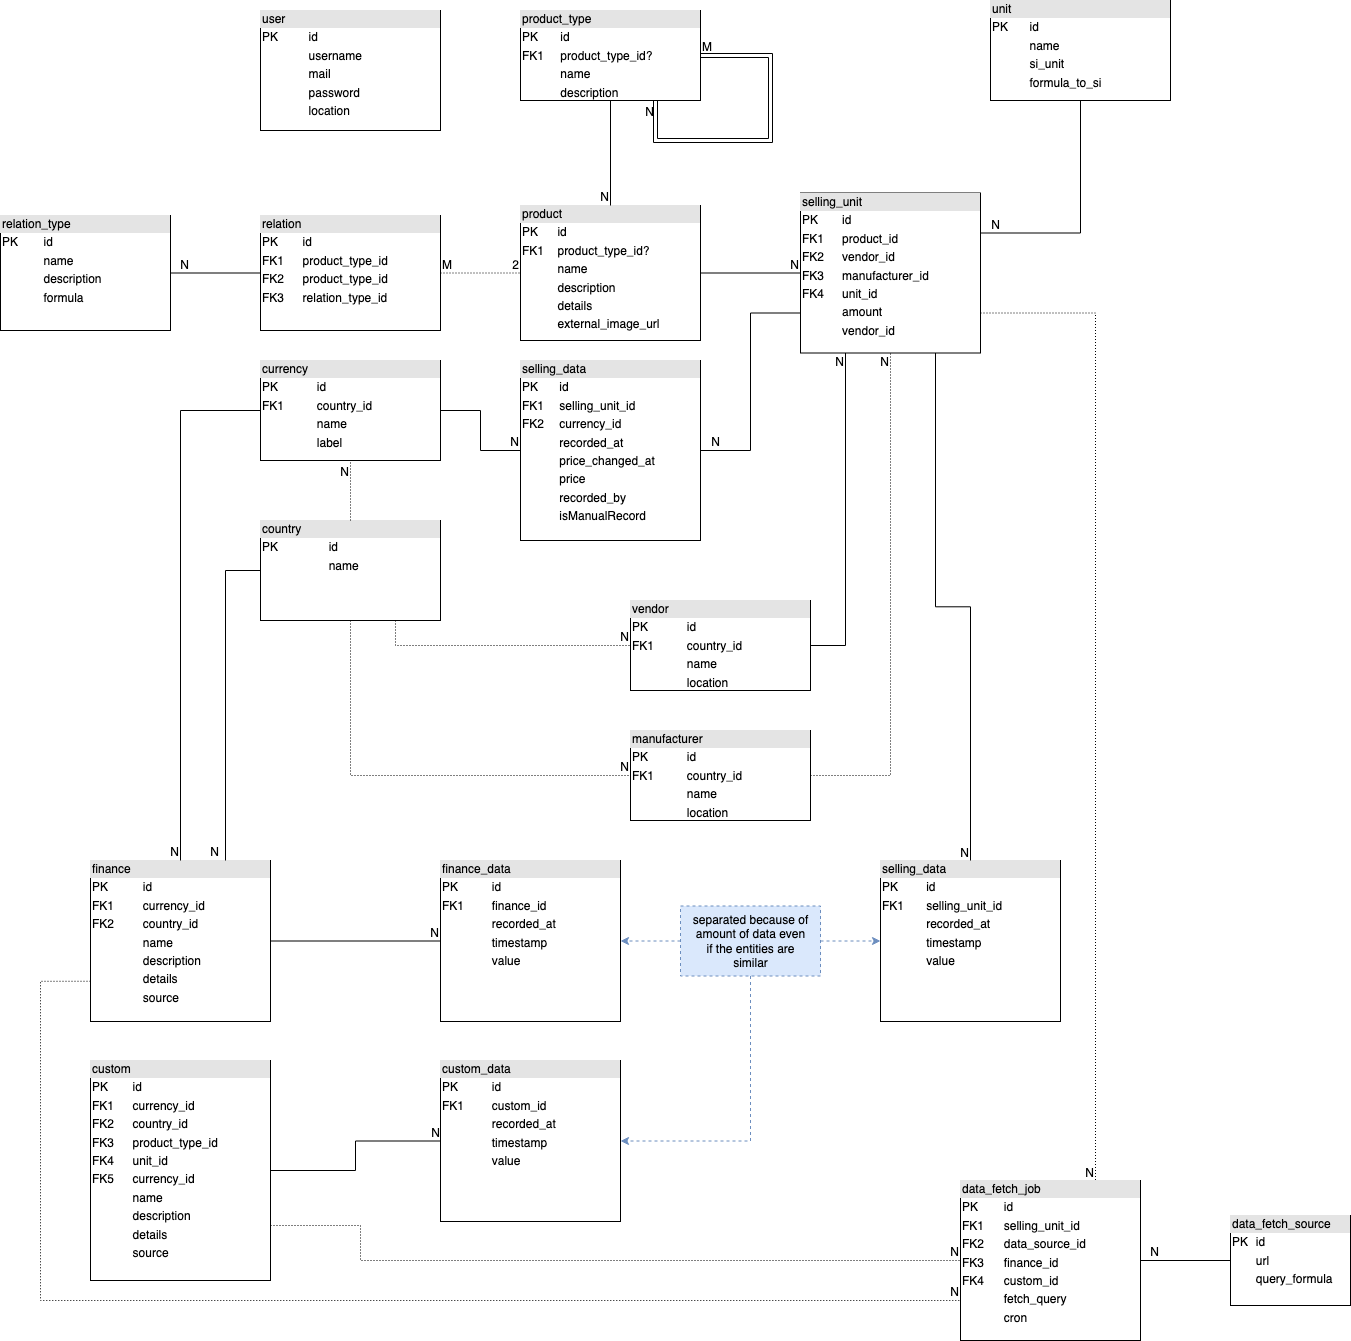 user
PK id
username
mail
password
location
product_type
PK id
FK1 product_type_id?
name
description
M
N
unit
PK id
name
si_unit
formula_to_si
relation_type
PK id
name
description
formula
N
relation
PK id
FK1 product_type_id
FK2 product_type_id
FK3 relation_type_id
M
2
N
product
PK id
FK1 product_type_id?
name
description
details
external_image_url
N
selling_unit
PK id
FK1 product_id
FK2 vendor_id
FK3 manufacturer_id
FK4 unit_id
amount
vendor_id
N
N
N
currency
PK id
FK1 country_id
name
label
N
N
selling_data
PK id
FK1 selling_unit_id
FK2 currency_id
recorded_at
price_changed_at
price
recorded_by
isManualRecord
N
country
PK id
name
N
vendor
PK id
FK1 country_id
name
location
N
manufacturer
PK id
FK1 country_id
name
location
N
N
finance
PK id
FK1 currency_id
FK2 country_id
name
description
details
source
N
finance_data
PK id
FK1 finance_id
recorded_at
timestamp
value
separated because of
amount of data even
if the entities are
similar
N
selling_data
PK id
FK1 selling_unit_id
recorded_at
timestamp
value
custom
PK id
FK1 currency_id
FK2 country_id
FK3 product_type_id
FK4 unit_id
FK5 currency_id
name
description
details
source
N
custom_data
PK id
FK1 custom_id
recorded_at
timestamp
value
N
N
N
data_fetch_job
PK id
FK1 selling_unit_id
FK2 data_source_id
FK3 finance_id
FK4 custom_id
fetch_query
cron
N
data_fetch_source
PK id
url
query_formula